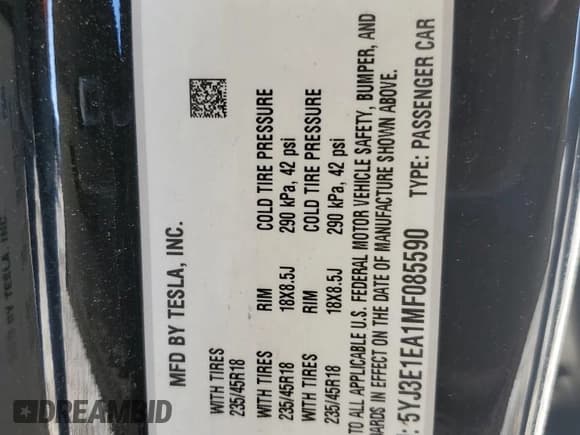 MFD BY TESLA, INC.
WITH TIRES
235/45R18
WITH TIRES RIM COLD TIRE PRESSURE
235/45R18 18X8.5J 290 kPa, 42 psi
WITH TIRES RIM COLD TIRE PRESSURE
235/45R18 18X8.5J 290 kPa, 42 psi
TO ALL APPLICABLE U.S. FEDERAL MOTOR VEHICLE SAFETY, BUMPER, AND
ARDS IN EFFECT ON THE DATE OF MANUFACTURE SHOWN ABOVE.
: 5YJ3E1EA1MF085590 TYPE: PASSENGER CAR
DREAMBID